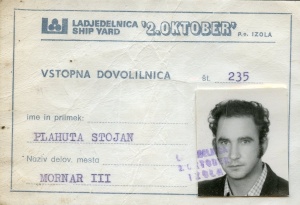 LADJEDELNICA
SHIP YARD
"2.OKTOBER"
p.o. IZOLA
VSTOPNA DOVOLILNICA
št. 235
Ime in priimek:
PLAHUTA STOJAN
Naziv delov. mesta
MORNAR III
IZOLA